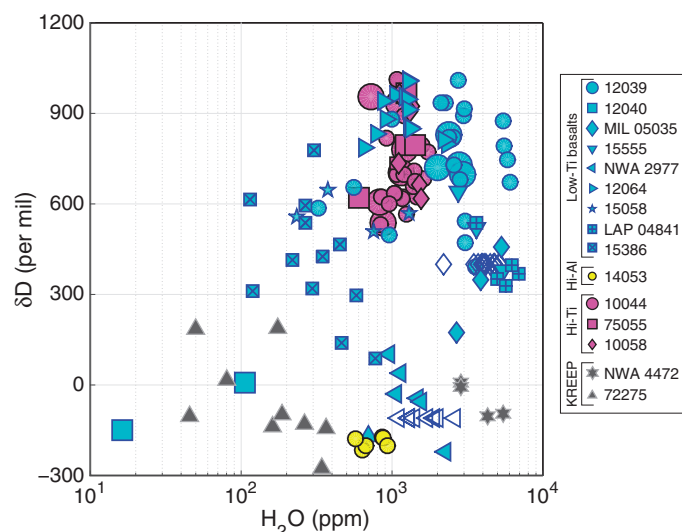 1200
900
600
300
0
−300
δD (per mil)
10¹ 10² 10³ 10⁴
H₂O (ppm)
Low-Ti basalts
12039
12040
MIL 05035
15555
NWA 2977
12064
15058
LAP 04841
15386
Hi-Al
14053
Hi-Ti
10044
75055
10058
KREEP
NWA 4472
72275